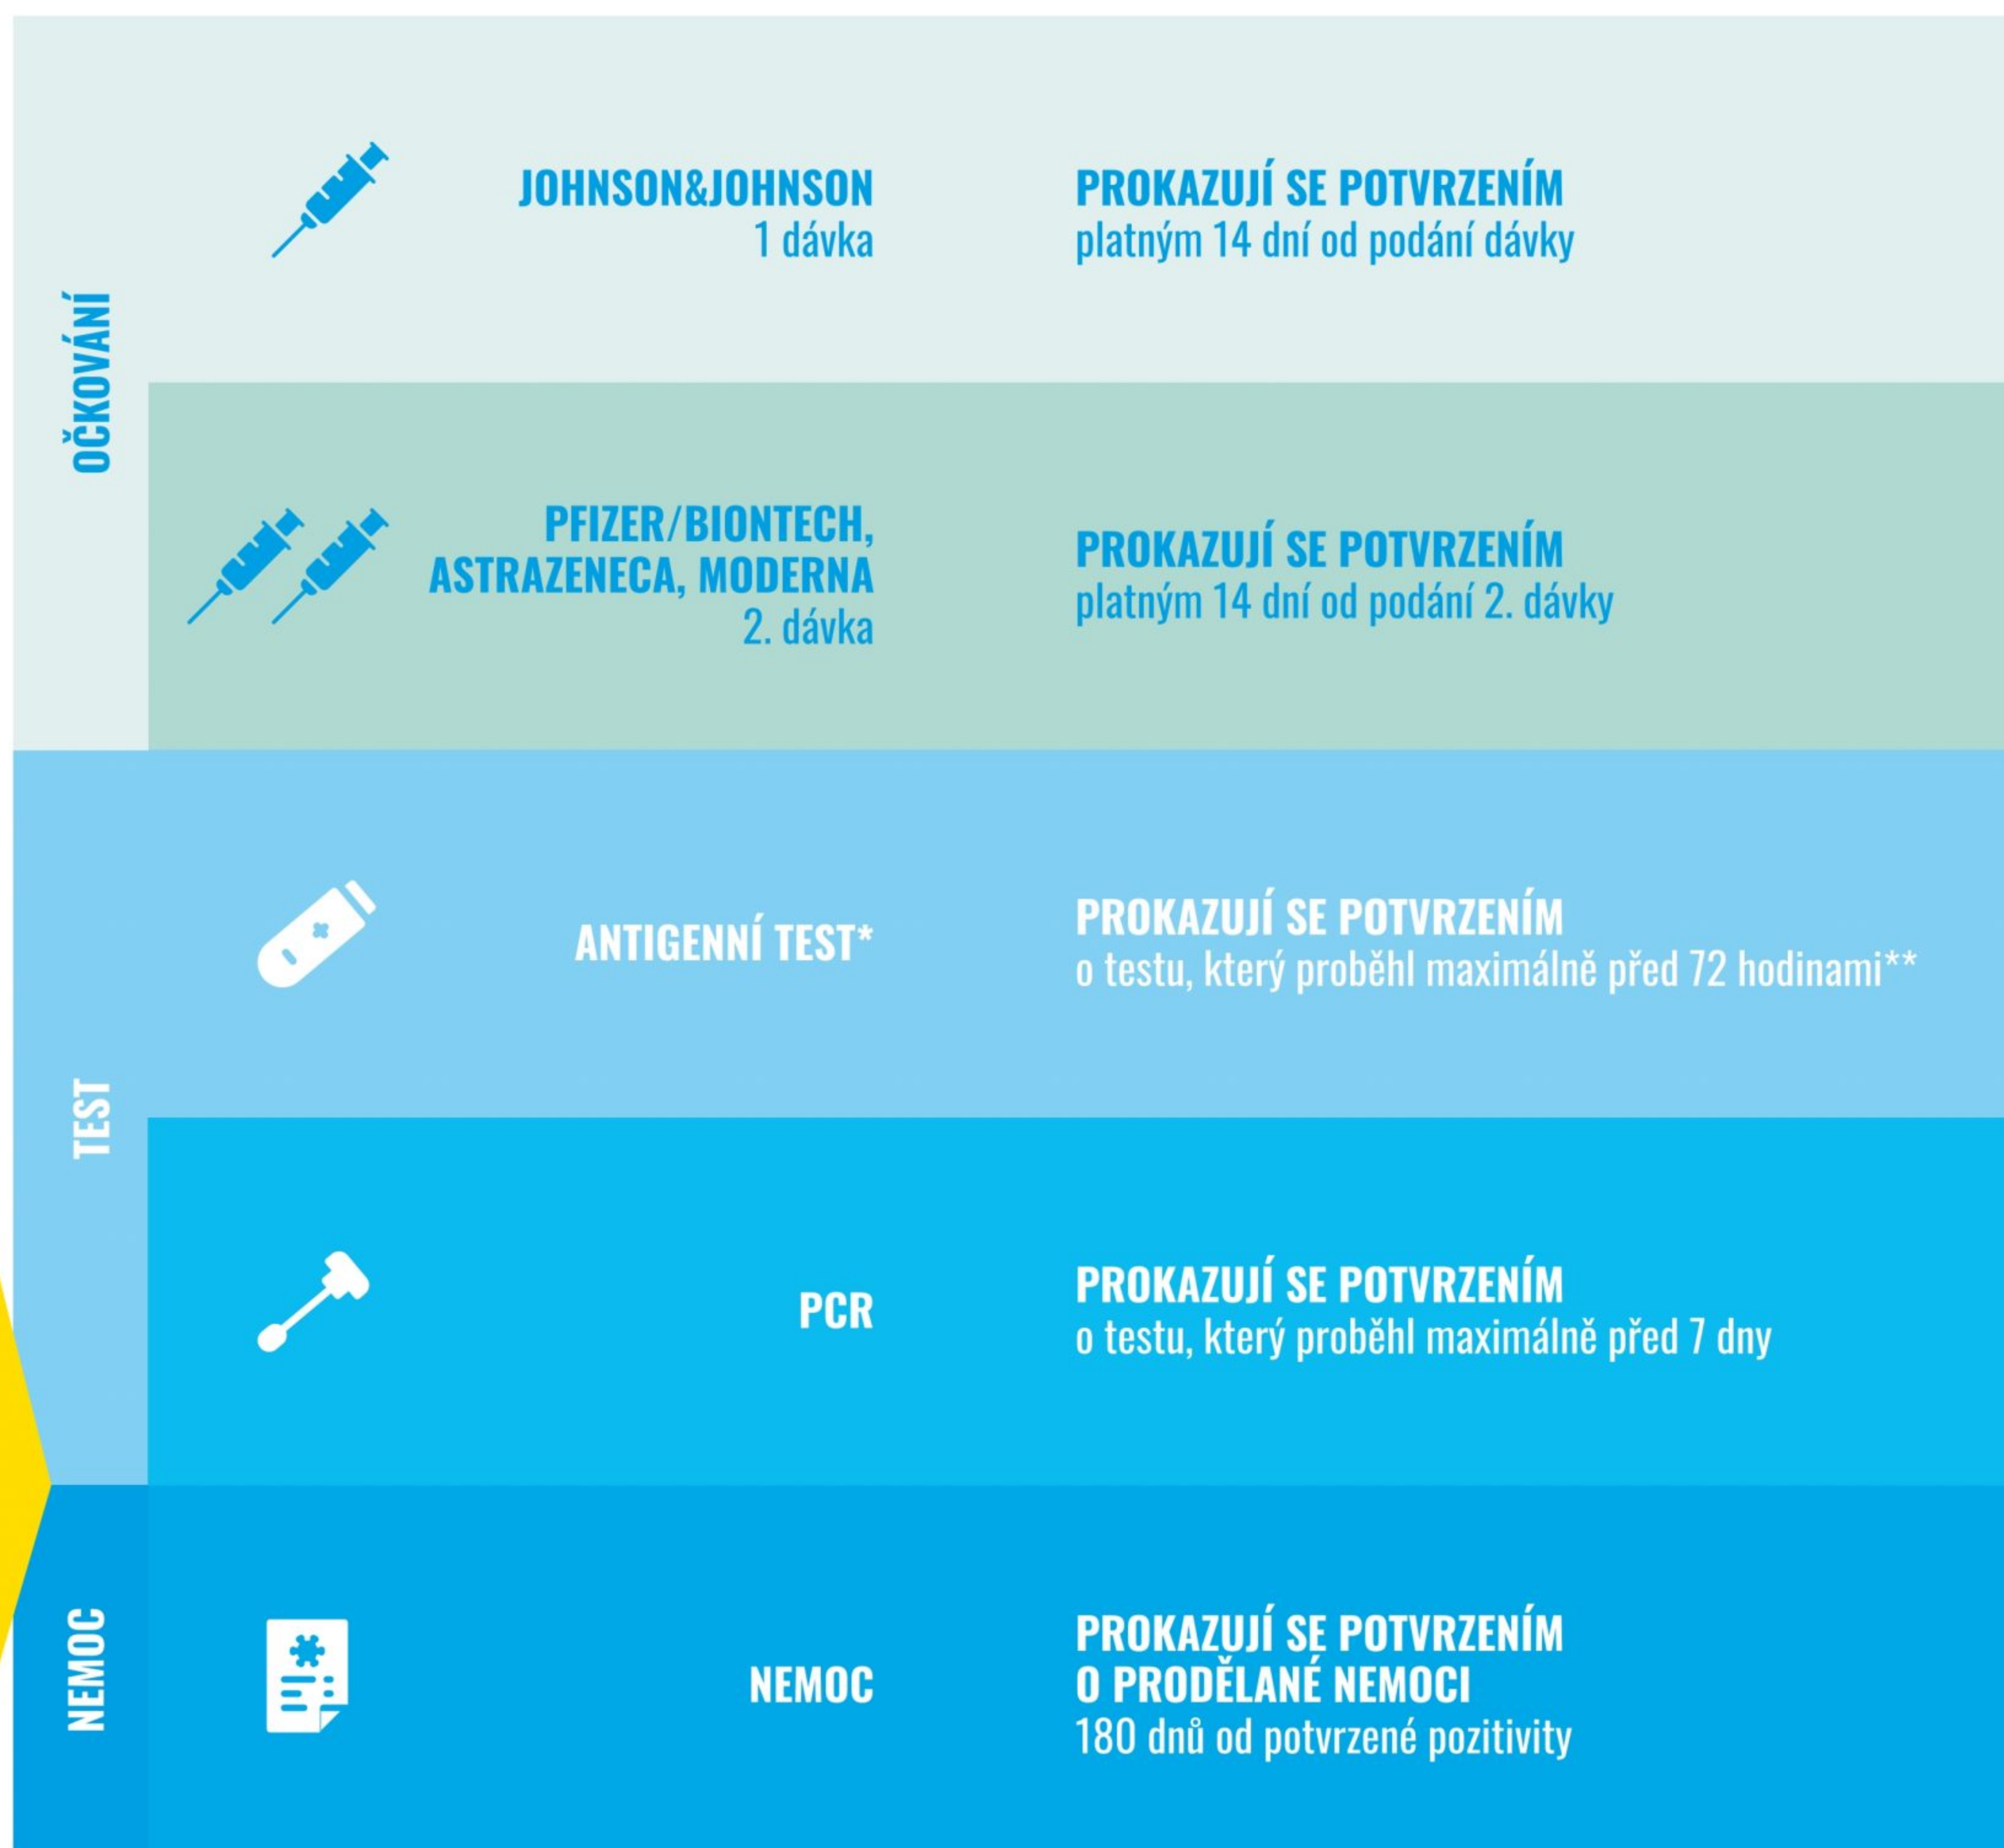 OČKOVÁNÍ
JOHNSON&JOHNSON
1 dávka
PROKAZUJÍ SE POTVRZENÍM
platným 14 dní od podání dávky
PFIZER/BIONTECH,
ASTRAZENECA, MODERNA
2. dávka
PROKAZUJÍ SE POTVRZENÍM
platným 14 dní od podání 2. dávky
TEST
ANTIGENNÍ TEST*
PROKAZUJÍ SE POTVRZENÍM
o testu, který proběhl maximálně před 72 hodinami**
PCR
PROKAZUJÍ SE POTVRZENÍM
o testu, který proběhl maximálně před 7 dny
NEMOC
NEMOC
PROKAZUJÍ SE POTVRZENÍM
O PRODĚLANÉ NEMOCI
180 dnů od potvrzené pozitivity